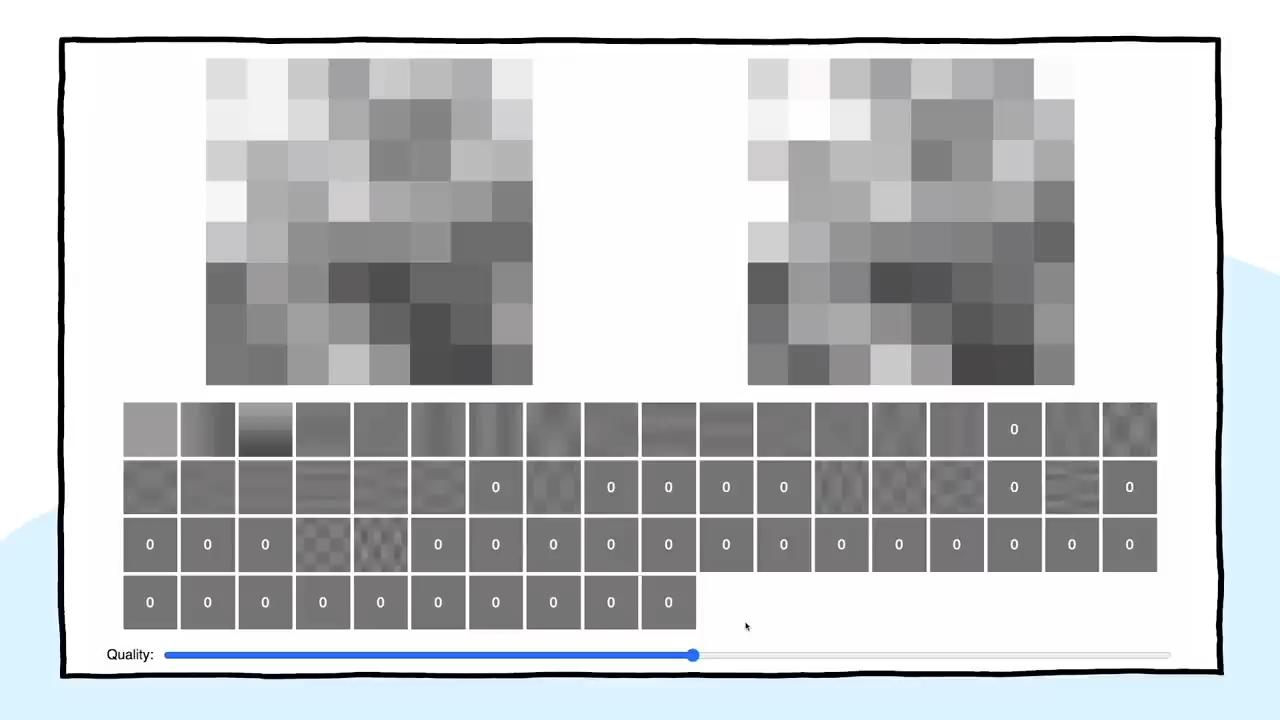 0
0 0 0 0 0 0 0
0 0 0 0 0 0 0 0 0 0 0 0 0 0 0 0
0 0 0 0 0 0 0 0 0 0
Quality: